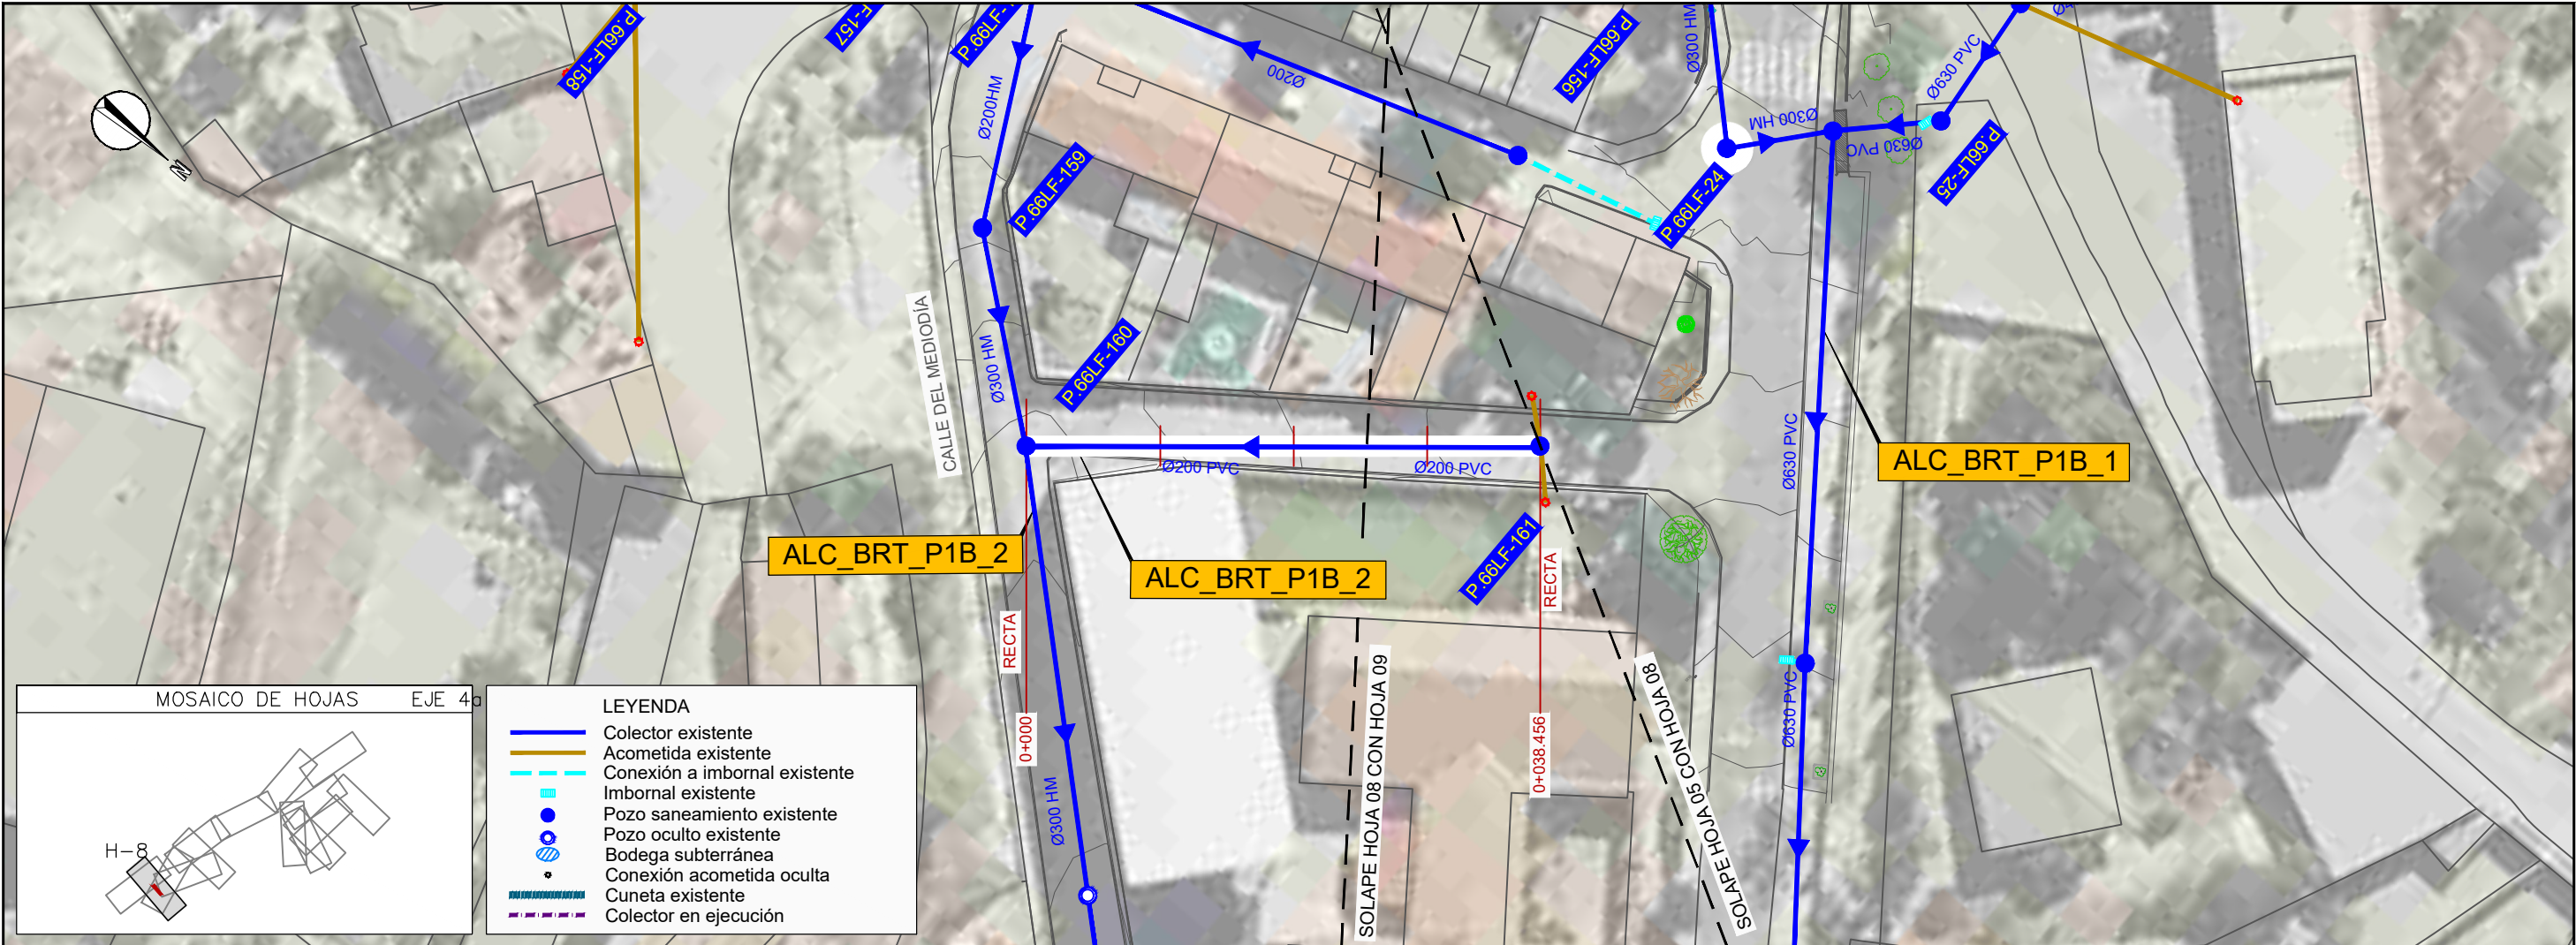 P.66LF-158
F-157
P.66LF-1
Ø200HM
Ø200
P.66LF-156
Ø300 HM
Ø630 PVC
Ø300 HM
Ø630 PVC
P.66LF-25
P.66LF-24
P.66LF-159
N
CALLE DEL MEDIODÍA
Ø300 HM
P.66LF-160
Ø200 PVC
Ø200 PVC
Ø630 PVC
ALC_BRT_P1B_1
ALC_BRT_P1B_2
ALC_BRT_P1B_2
P.66LF-161
RECTA
RECTA
0+000
0+038.456
SOLAPE HOJA 08 CON HOJA 09
SOLAPE HOJA 05 CON HOJA 08
Ø630 PVC
Ø300 HM
MOSAICO DE HOJAS EJE 4a
H-8
LEYENDA
Colector existente
Acometida existente
Conexión a imbornal existente
Imbornal existente
Pozo saneamiento existente
Pozo oculto existente
Bodega subterránea
Conexión acometida oculta
Cuneta existente
Colector en ejecución